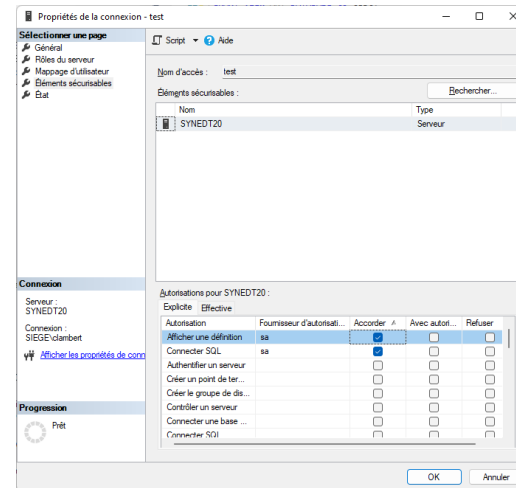 Propriétés de la connexion - test
Sélectionner une page
Général
Rôles du serveur
Mappage d'utilisateur
Éléments sécurisables
État
Script
Aide
Nom d'accès : test
Éléments sécurisables :
Rechercher...
Nom Type
SYNEDT20 Serveur
Connexion
Serveur :
SYNEDT20
Connexion :
SIEGE\clambert
Afficher les propriétés de conn
Progression
Prêt
Autorisations pour SYNEDT20 :
Explicite Effective
Autorisation Fournisseur d'autorisati... Accorder Avec autori... Refuser
Afficher une définition sa
Connecter SQL sa
Authentifier un serveur
Créer un point de ter...
Créer le groupe de dis...
Contrôler un serveur
Connecter une base ...
Connecter SQL
OK Annuler